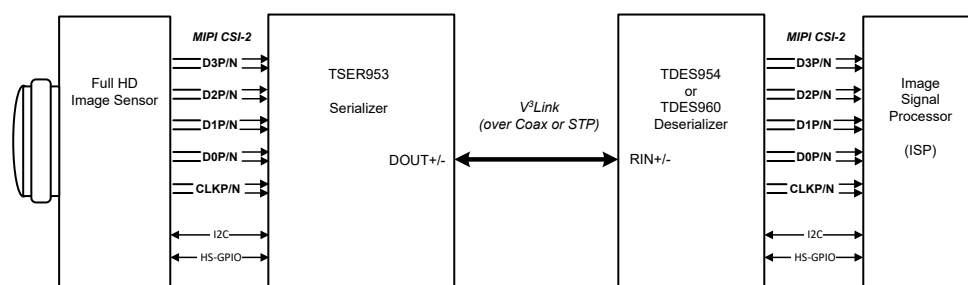 MIPI CSI-2
D3P/N
D2P/N
D1P/N
D0P/N
CLKP/N
I2C
HS-GPIO
Full HD
Image Sensor
TSER953
Serializer
DOUT+/-
V³Link
(over Coax or STP)
TDES954
or
TDES960
Deserializer
RIN+/-
MIPI CSI-2
D3P/N
D2P/N
D1P/N
D0P/N
CLKP/N
I2C
HS-GPIO
Image
Signal
Processor
(ISP)